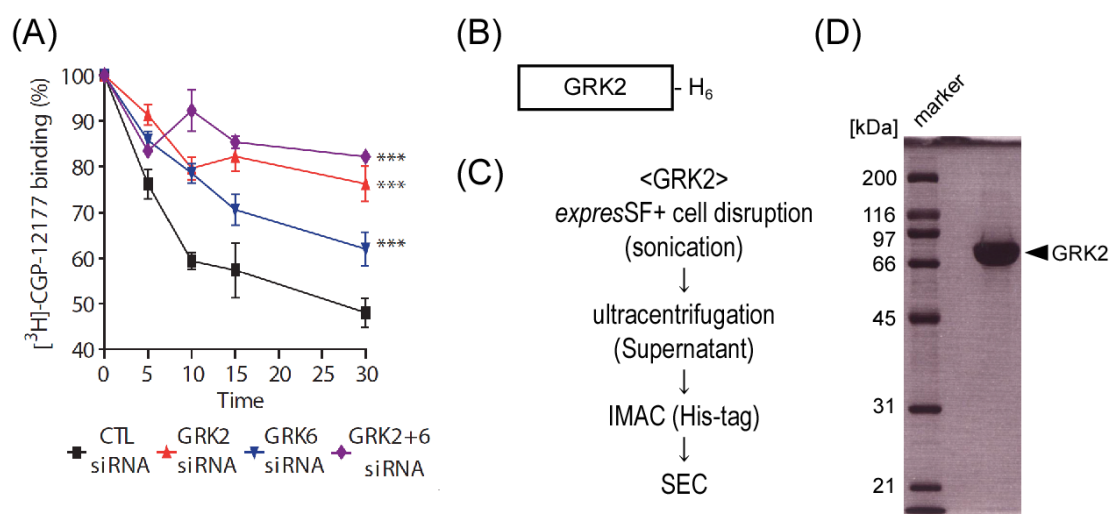 (A)
[³H]-CGP-12177 binding (%)
100
90
80
70
60
50
40
***
***
***
0 5 10 15 20 25 30
Time
CTL siRNA
GRK2 siRNA
GRK6 siRNA
GRK2+6 siRNA
(B)
GRK2 - H₆
(C)
<GRK2>
expresSF+ cell disruption
(sonication)
↓
ultracentrifugation
(Supernatant)
↓
IMAC (His-tag)
↓
SEC
(D)
marker
[kDa]
200
116
97
66
45
31
21
GRK2